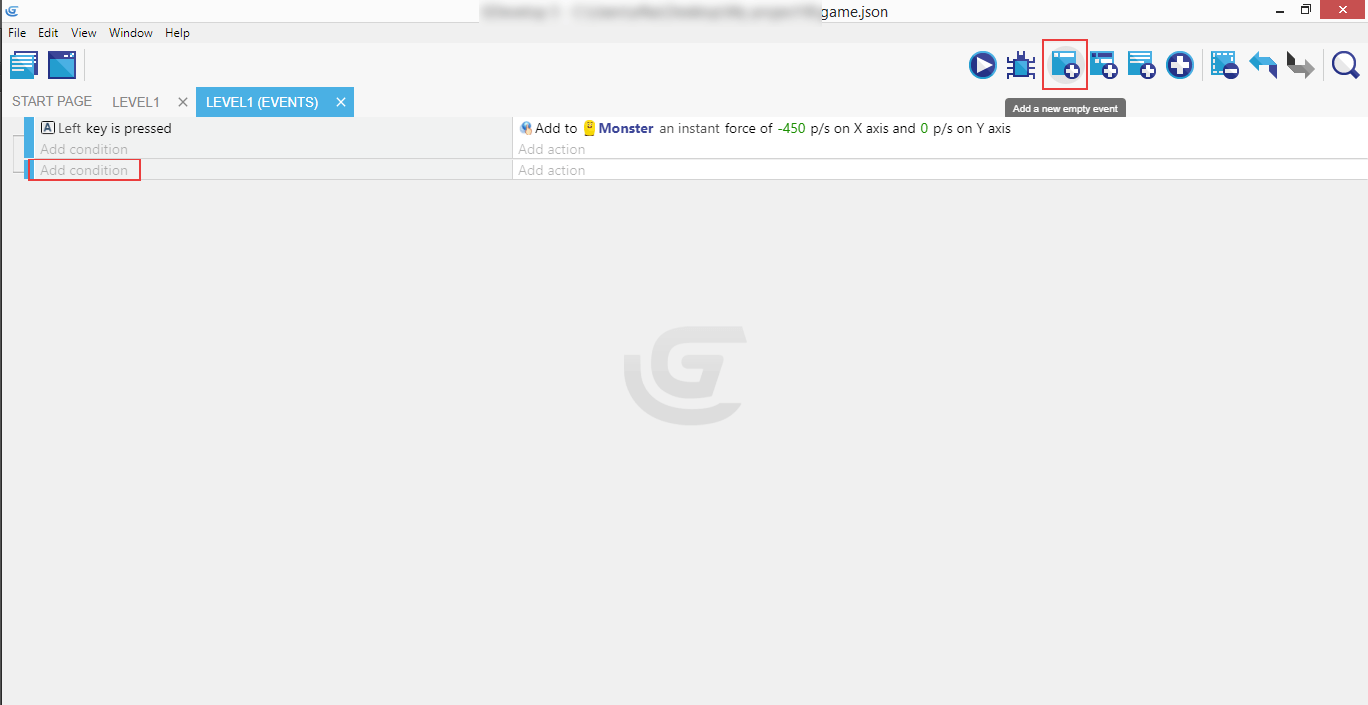 game.json
File Edit View Window Help
Add a new empty event
START PAGE LEVEL1 LEVEL1 (EVENTS)
A Left key is pressed Add to Monster an instant force of -450 p/s on X axis and 0 p/s on Y axis
Add condition Add action
Add condition Add action